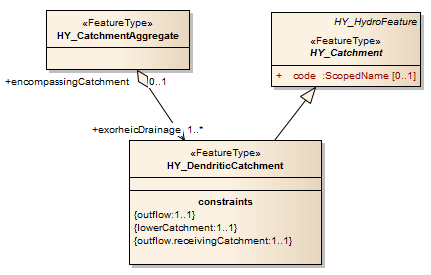 «FeatureType»
HY_CatchmentAggregate
HY_HydroFeature
«FeatureType»
HY_Catchment
+ code :ScopedName [0..1]
+encompassingCatchment 0..1
+exorheicDrainage 1..*
«FeatureType»
HY_DendriticCatchment
constraints
{outflow:1..1}
{lowerCatchment:1..1}
{outflow.receivingCatchment:1..1}